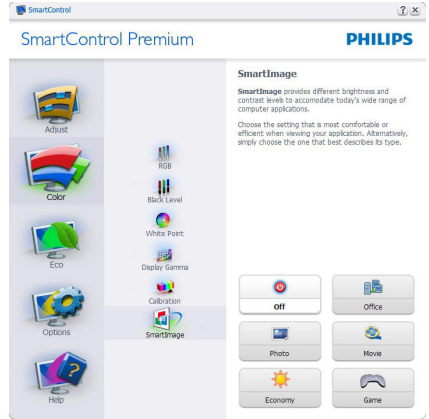 SmartControl
SmartControl Premium
PHILIPS
Adjust
Color
Eco
Options
Help
RGB
Black Level
White Point
Display Gamma
Calibration
SmartImage
SmartImage
SmartImage provides different brightness and
contrast levels to accomodate today's wide range of
computer applications.
Choose the setting that is most comfortable or
efficient when viewing your application. Alternatively,
simply choose the one that best describes its type.
Off
Office
Photo
Movie
Economy
Game